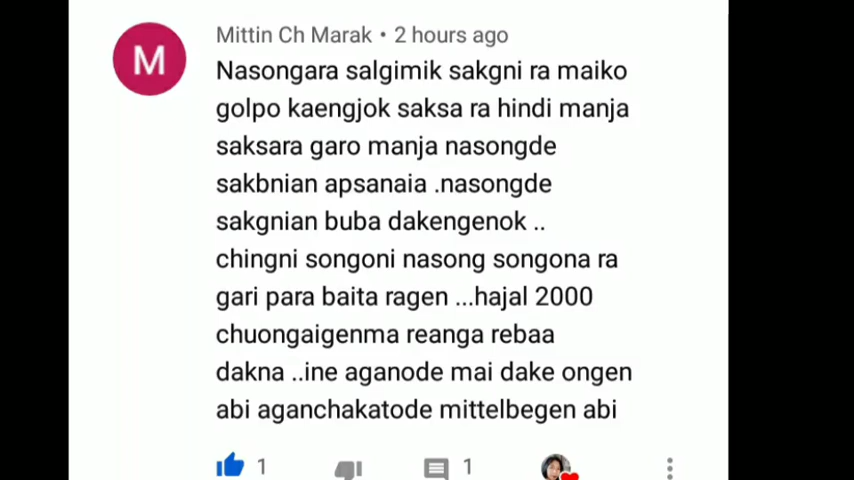 M
Mittin Ch Marak • 2 hours ago
Nasongara salgimik sakgni ra maiko
golpo kaengjok saksa ra hindi manja
saksara garo manja nasongde
sakbnian apsanaia .nasongde
sakgnian buba dakengenok ..
chingni songoni nasong songona ra
gari para baita ragen ...hajal 2000
chuongaigenma reanga rebaa
dakna ..ine aganode mai dake ongen
abi aganchakatode mittelbegen abi
1 1